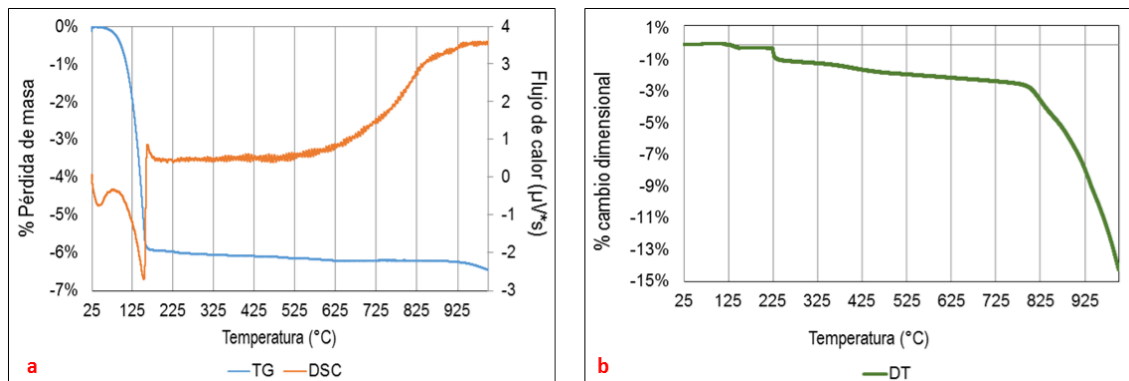 % Pérdida de masa
0%
-1%
-2%
-3%
-4%
-5%
-6%
-7%
25 125 225 325 425 525 625 725 825 925
Temperatura (°C)
4
3
2
1
0
-1
-2
-3
Flujo de calor (µV*s)
a
TG DSC
% cambio dimensional
1%
-1%
-3%
-5%
-7%
-9%
-11%
-13%
-15%
25 125 225 325 425 525 625 725 825 925
Temperatura (°C)
b
DT